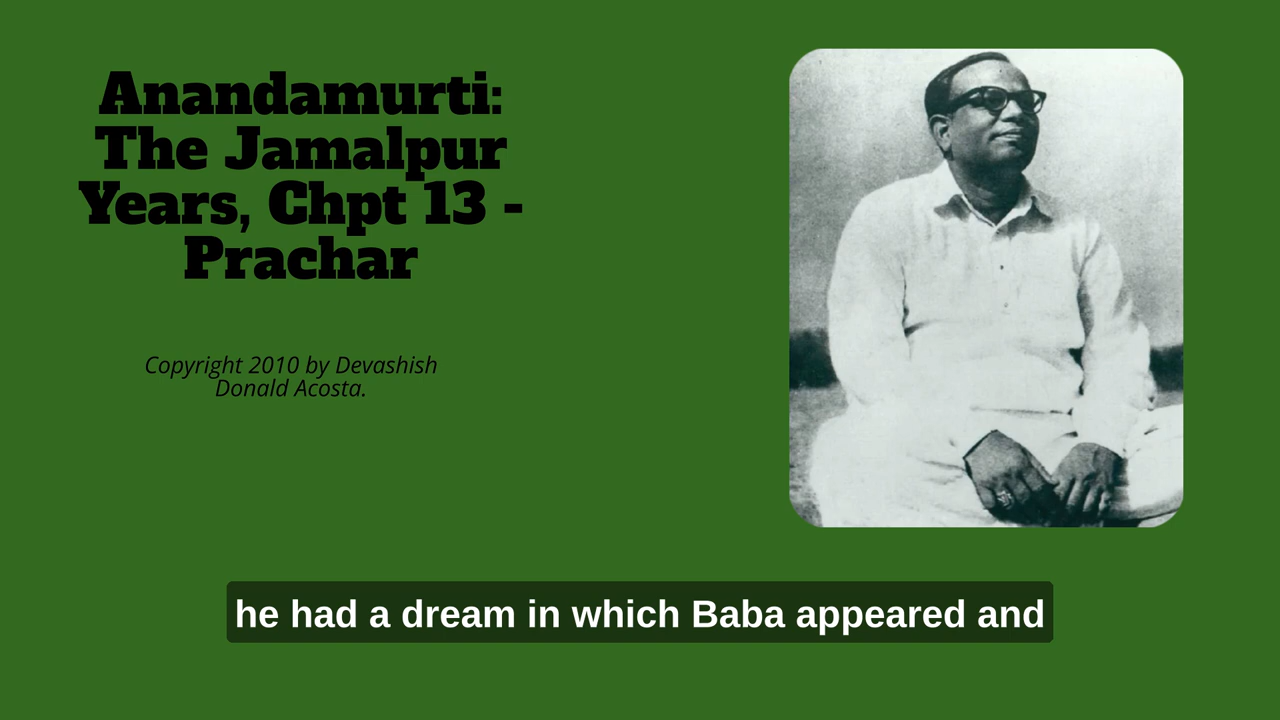 Anandamurti:
The Jamalpur
Years, Chpt 13 -
Prachar
Copyright 2010 by Devashish
Donald Acosta.
he had a dream in which Baba appeared and